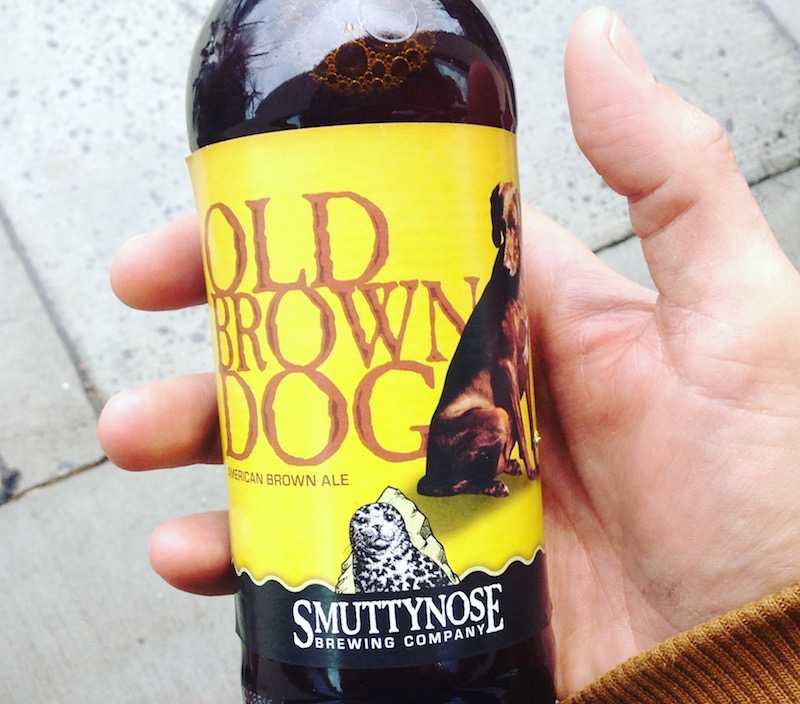 OLD
BROWN
DOG
AMERICAN BROWN ALE
SMUTTYNOSE
BREWING COMPANY